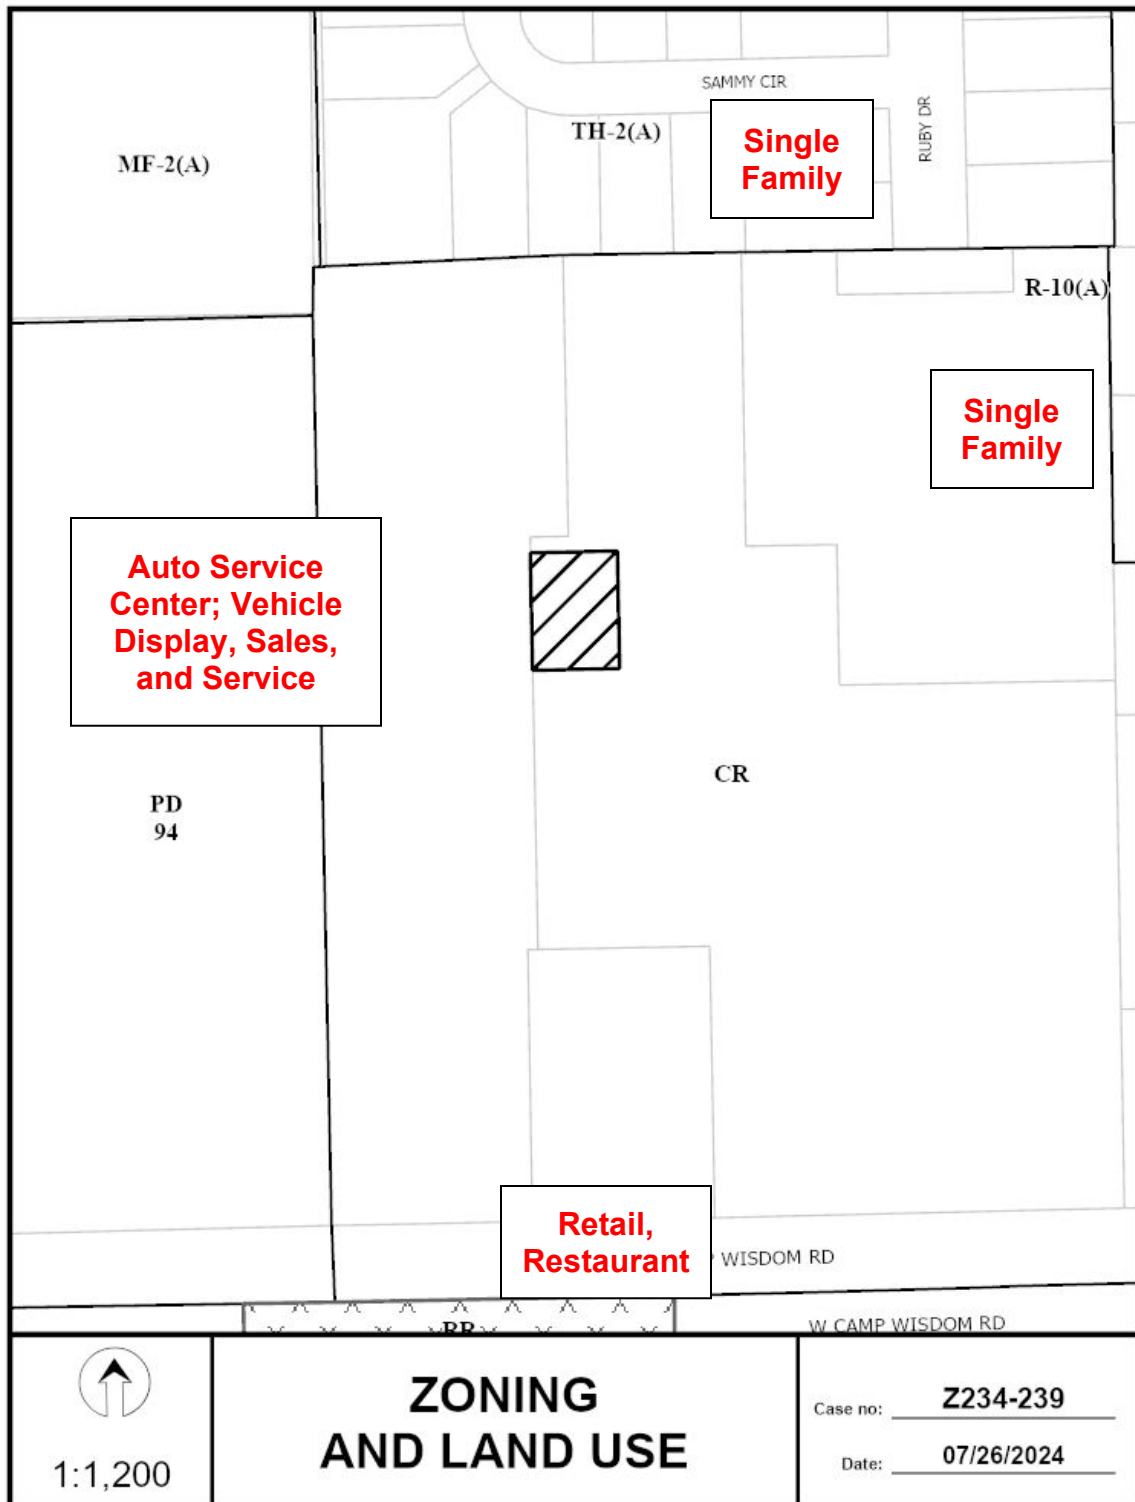 SAMMY CIR
RUBY DR
TH-2(A)
MF-2(A)
Single
Family
R-10(A)
Single
Family
Auto Service
Center; Vehicle
Display, Sales,
and Service
CR
PD
94
Retail,
Restaurant
WISDOM RD
RR
W CAMP WISDOM RD
1:1,200
ZONING
AND LAND USE
Case no: Z234-239
Date: 07/26/2024